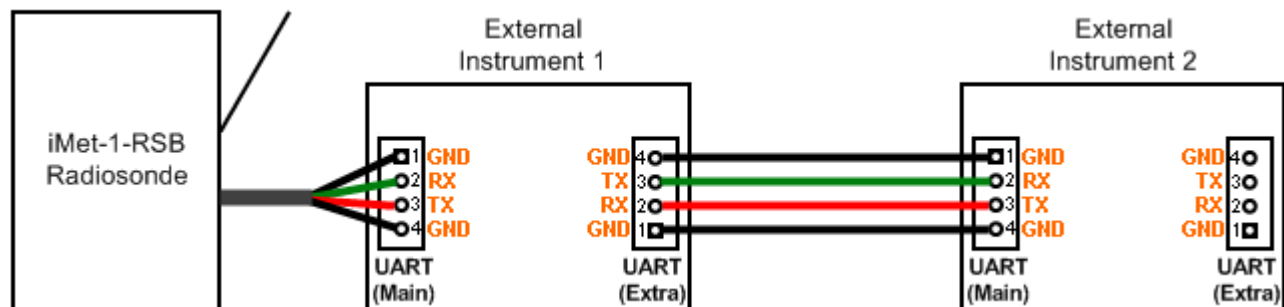 External
Instrument 1
External
Instrument 2
iMet-1-RSB
Radiosonde
1 GND
2 RX
3 TX
4 GND
UART
(Main)
GND 4
TX 3
RX 2
GND 1
UART
(Extra)
1 GND
2 RX
3 TX
4 GND
UART
(Main)
GND 4
TX 3
RX 2
GND 1
UART
(Extra)